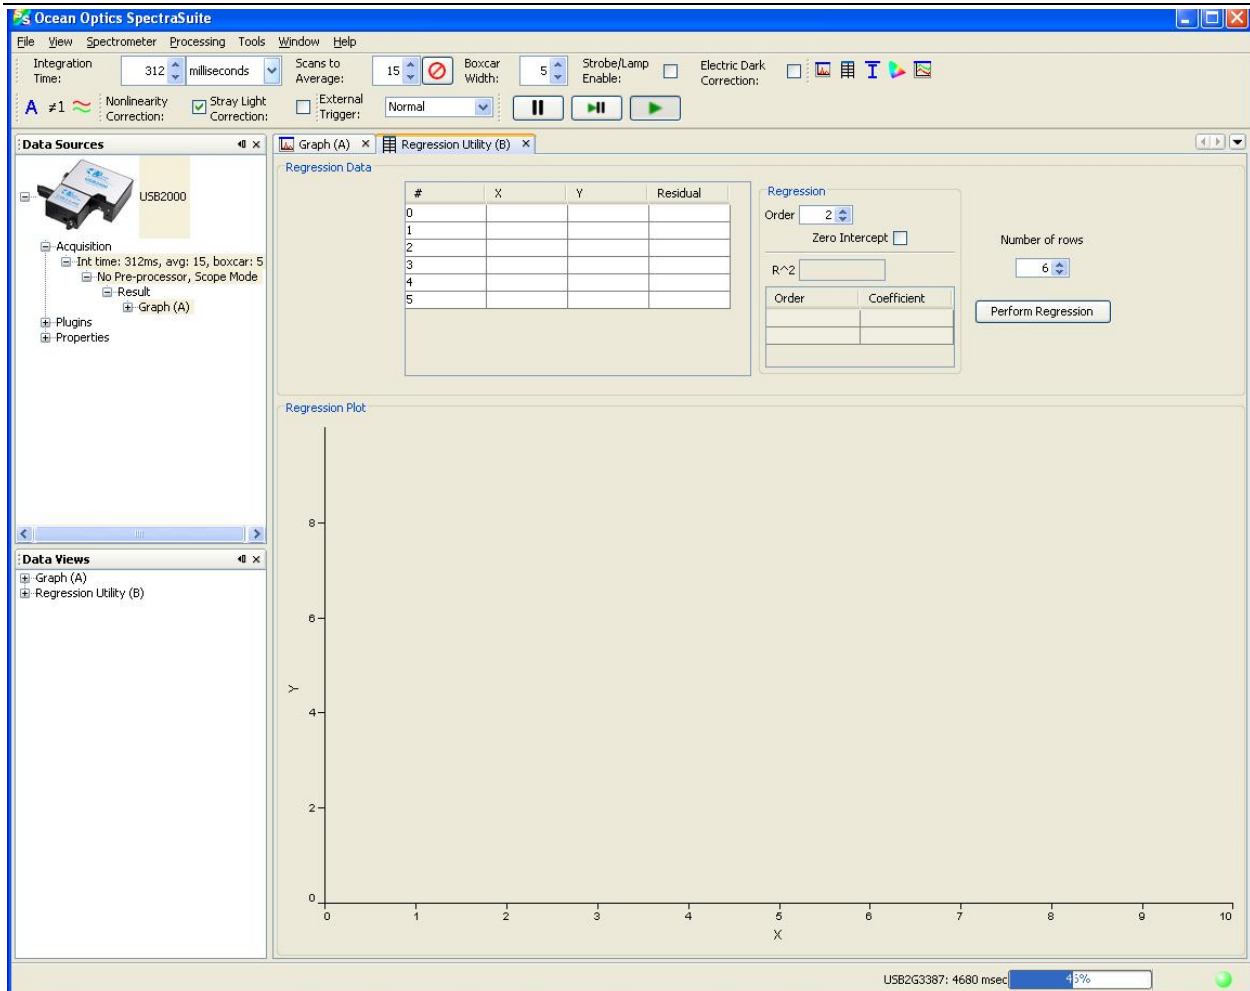 Ocean Optics SpectraSuite
File View Spectrometer Processing Tools Window Help
Integration Time: 312 milliseconds
Scans to Average: 15
Boxcar Width: 5
Strobe/Lamp Enable:
Electric Dark Correction:
A ≠1
Nonlinearity Correction:
Stray Light Correction:
External Trigger: Normal
Data Sources
USB2000
Acquisition
Int time: 312ms, avg: 15, boxcar: 5
No Pre-processor, Scope Mode
Result
Graph (A)
Plugins
Properties
Data Views
Graph (A)
Regression Utility (B)
Graph (A) Regression Utility (B)
Regression Data
# X Y Residual
0
1
2
3
4
5
Regression
Order 2
Zero Intercept
R^2
Order Coefficient
Number of rows
6
Perform Regression
Regression Plot
8
6
Y
4
2
0
0 1 2 3 4 5 6 7 8 9 10
X
USB2G3387: 4680 msec 46%